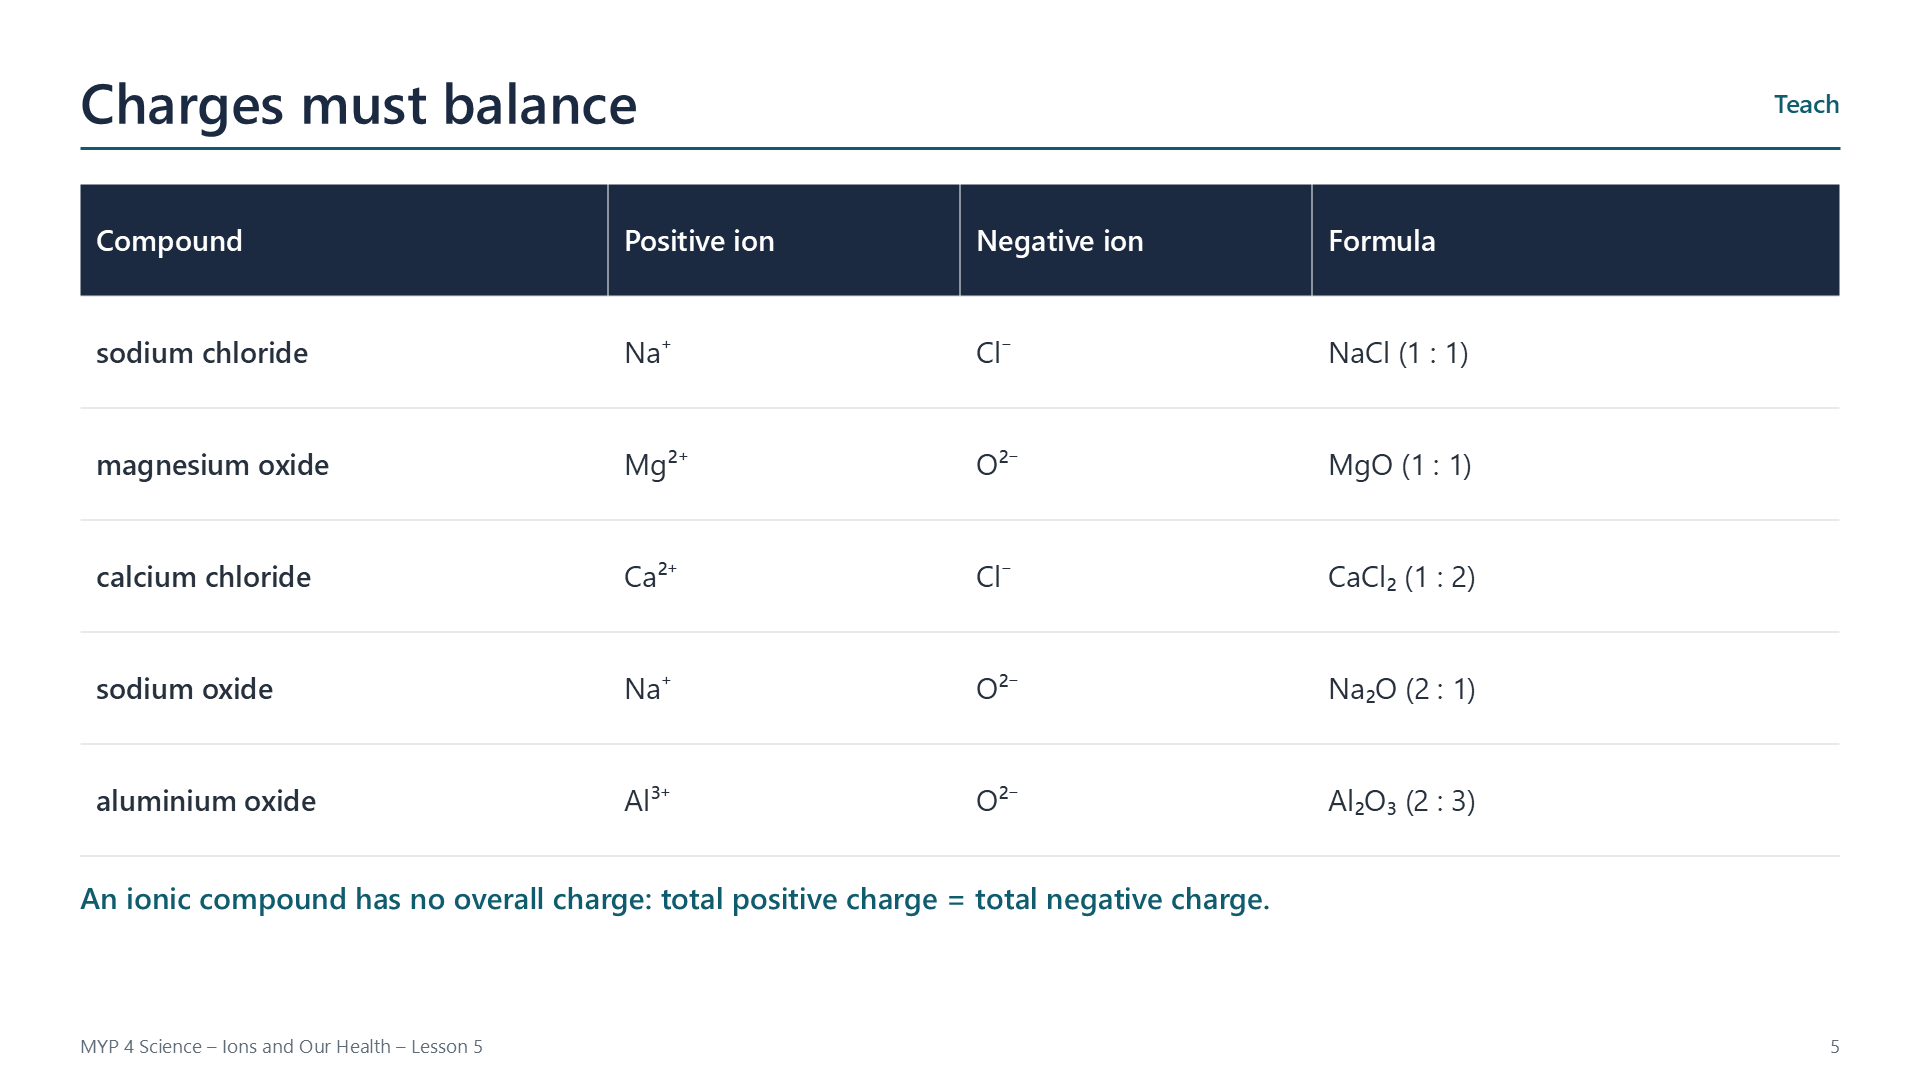 Charges must balance
Teach
Compound Positive ion Negative ion Formula
sodium chloride Na⁺ Cl⁻ NaCl (1 : 1)
magnesium oxide Mg²⁺ O²⁻ MgO (1 : 1)
calcium chloride Ca²⁺ Cl⁻ CaCl₂ (1 : 2)
sodium oxide Na⁺ O²⁻ Na₂O (2 : 1)
aluminium oxide Al³⁺ O²⁻ Al₂O₃ (2 : 3)
An ionic compound has no overall charge: total positive charge = total negative charge.
MYP 4 Science – Ions and Our Health – Lesson 5
5